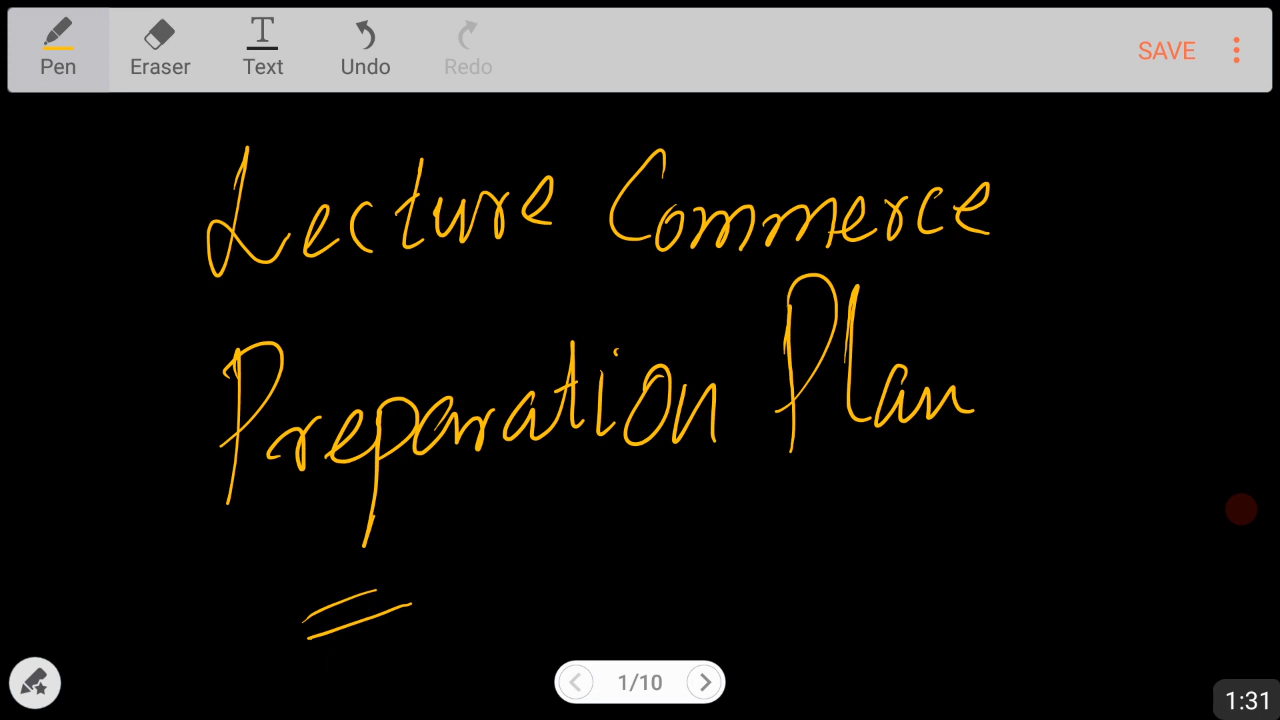 Pen Eraser Text Undo Redo SAVE
Lecture Commerce
Preparation Plan
1/10
1:31